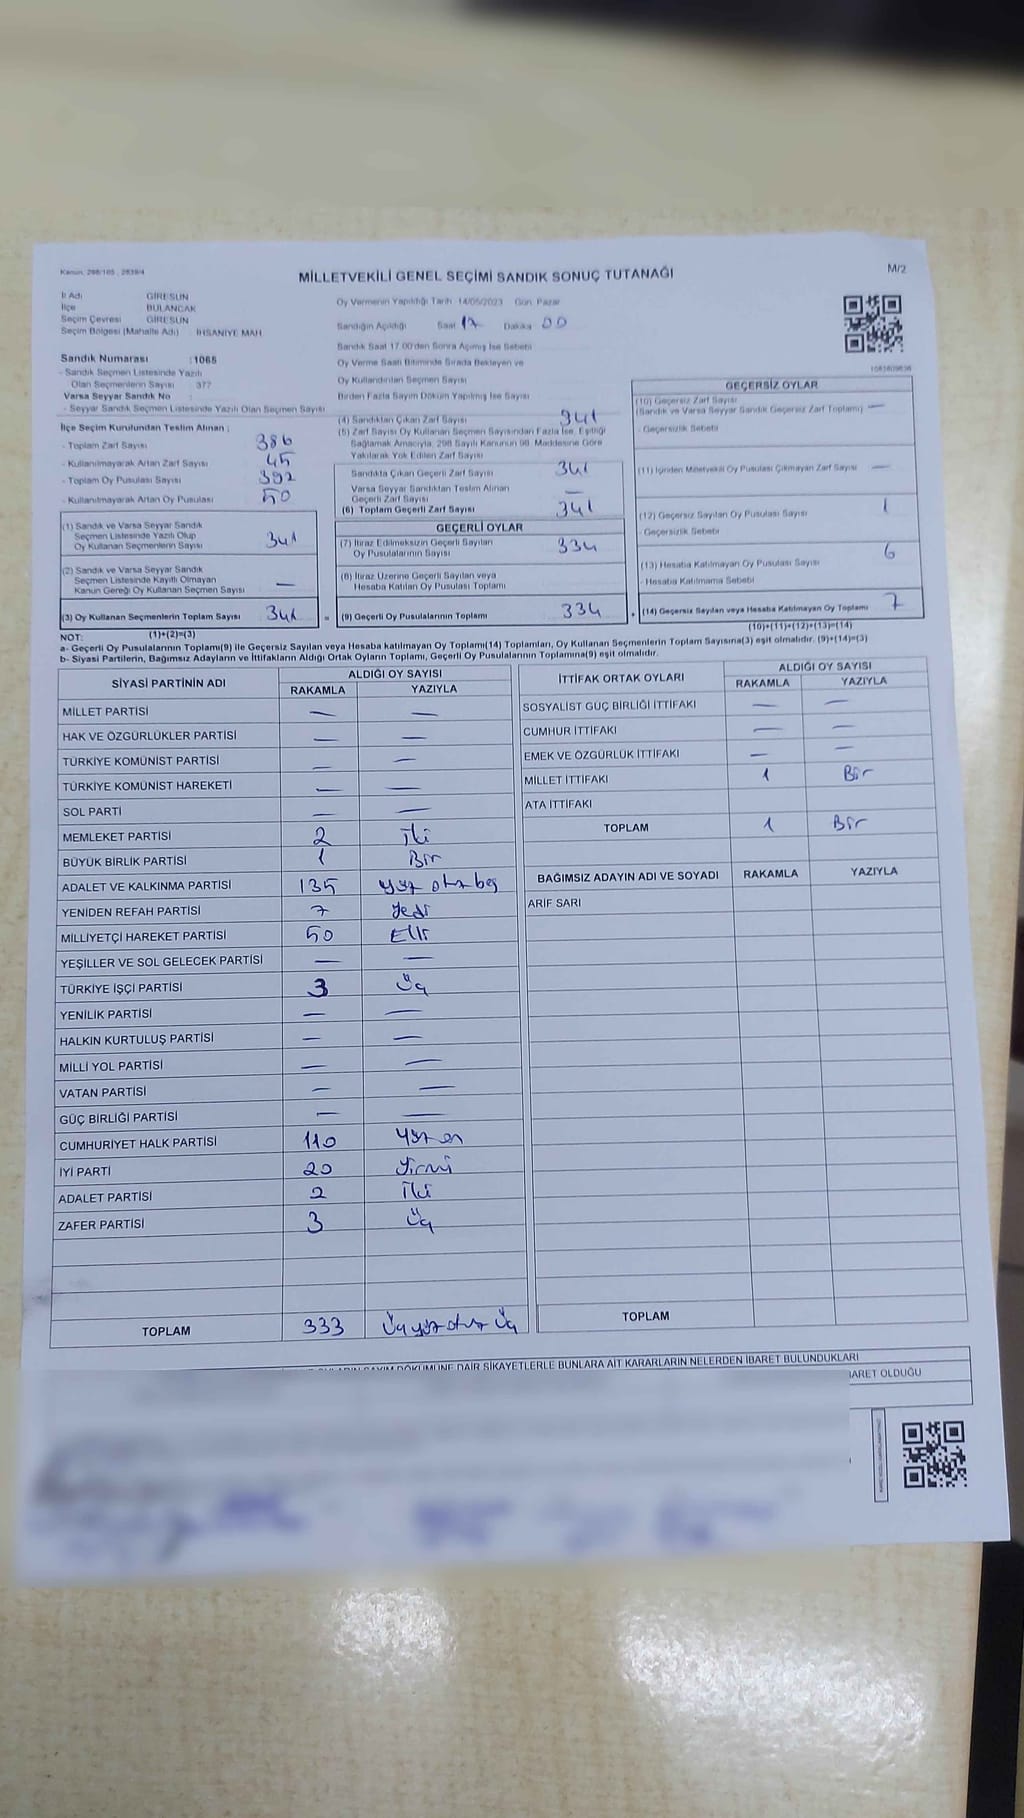 Kanun: 298/105 , 2839/4
MİLLETVEKİLİ GENEL SEÇİMİ SANDIK SONUÇ TUTANAĞI
M/2
İl Adı GİRESUN
İlçe BULANCAK
Seçim Çevresi GİRESUN
Seçim Bölgesi (Mahalle Adı) İHSANİYE MAH.
Sandık Numarası : 1065
- Sandık Seçmen Listesinde Yazılı
Olan Seçmenlerin Sayısı : 377
Varsa Seyyar Sandık No :
- Seyyar Sandık Seçmen Listesinde Yazılı Olan Seçmen Sayısı
İlçe Seçim Kurulundan Teslim Alınan ;
- Toplam Zarf Sayısı 386
- Kullanılmayarak Artan Zarf Sayısı 45
- Toplam Oy Pusulası Sayısı 392
- Kullanılmayarak Artan Oy Pusulası 50
(1) Sandık ve Varsa Seyyar Sandık
Seçmen Listesinde Yazılı Olup
Oy Kullanan Seçmenlerin Sayısı 341
(2) Sandık ve Varsa Seyyar Sandık
Seçmen Listesinde Kayıtlı Olmayan
Kanun Gereği Oy Kullanan Seçmen Sayısı —
(3) Oy Kullanan Seçmenlerin Toplam Sayısı 341 =
(1)+(2)=(3)
Oy Vermenin Yapıldığı Tarih 14/05/2023 Gün Pazar
Sandığın Açıldığı Saat 17 Dakika 00
Sandık Saat 17.00'den Sonra Açılmış İse Sebebi
Oy Verme Saati Bitiminde Sırada Bekleyen ve
Oy Kullandırılan Seçmen Sayısı
Birden Fazla Sayım Döküm Yapılmış İse Sayısı
(4) Sandıktan Çıkan Zarf Sayısı 341
(5) Zarf Sayısı Oy Kullanan Seçmen Sayısından Fazla İse, Eşitliği
Sağlamak Amacıyla, 298 Sayılı Kanunun 98. Maddesine Göre
Yakılarak Yok Edilen Zarf Sayısı
Sandıkta Çıkan Geçerli Zarf Sayısı 341
Varsa Seyyar Sandıktan Teslim Alınan
Geçerli Zarf Sayısı —
(6) Toplam Geçerli Zarf Sayısı 341
GEÇERLİ OYLAR
(7) İtiraz Edilmeksizin Geçerli Sayılan
Oy Pusulalarının Sayısı 334
(8) İtiraz Üzerine Geçerli Sayılan veya
Hesaba Katılan Oy Pusulası Toplamı
(9) Geçerli Oy Pusulalarının Toplamı 334 +
GEÇERSİZ OYLAR
(10) Geçersiz Zarf Sayısı
(Sandık ve Varsa Seyyar Sandık Geçersiz Zarf Toplamı) —
- Geçersizlik Sebebi
(11) İçinden Milletvekili Oy Pusulası Çıkmayan Zarf Sayısı —
(12) Geçersiz Sayılan Oy Pusulası Sayısı 1
- Geçersizlik Sebebi
(13) Hesaba Katılmayan Oy Pusulası Sayısı 6
- Hesaba Katılmama Sebebi
(14) Geçersiz Sayılan veya Hesaba Katılmayan Oy Toplamı 7
(10)+(11)+(12)+(13)=(14)
NOT:
a- Geçerli Oy Pusulalarının Toplamı(9) ile Geçersiz Sayılan veya Hesaba katılmayan Oy Toplamı(14) Toplamları, Oy Kullanan Seçmenlerin Toplam Sayısına(3) eşit olmalıdır. (9)+(14)=(3)
b- Siyasi Partilerin, Bağımsız Adayların ve İttifakların Aldığı Ortak Oyların Toplamı, Geçerli Oy Pusulalarının Toplamına(9) eşit olmalıdır.
SİYASİ PARTİNİN ADI ALDIĞI OY SAYISI
RAKAMLA YAZIYLA
MİLLET PARTİSİ — —
HAK VE ÖZGÜRLÜKLER PARTİSİ — —
TÜRKİYE KOMÜNİST PARTİSİ — —
TÜRKİYE KOMÜNİST HAREKETİ — —
SOL PARTİ — —
MEMLEKET PARTİSİ 2 İki
BÜYÜK BİRLİK PARTİSİ 1 Bir
ADALET VE KALKINMA PARTİSİ 135 yüz otuz beş
YENİDEN REFAH PARTİSİ 7 Yedi
MİLLİYETÇİ HAREKET PARTİSİ 50 Elli
YEŞİLLER VE SOL GELECEK PARTİSİ — —
TÜRKİYE İŞÇİ PARTİSİ 3 Üç
YENİLİK PARTİSİ — —
HALKIN KURTULUŞ PARTİSİ — —
MİLLİ YOL PARTİSİ — —
VATAN PARTİSİ — —
GÜÇ BİRLİĞİ PARTİSİ — —
CUMHURİYET HALK PARTİSİ 110 Yüz on
İYİ PARTİ 20 Yirmi
ADALET PARTİSİ 2 İki
ZAFER PARTİSİ 3 Üç
TOPLAM 333 Üç yüz otuz Üç
İTTİFAK ORTAK OYLARI ALDIĞI OY SAYISI
RAKAMLA YAZIYLA
SOSYALİST GÜÇ BİRLİĞİ İTTİFAKI — —
CUMHUR İTTİFAKI — —
EMEK VE ÖZGÜRLÜK İTTİFAKI — —
MİLLET İTTİFAKI 1 Bir
ATA İTTİFAKI
TOPLAM 1 Bir
BAĞIMSIZ ADAYIN ADI VE SOYADI RAKAMLA YAZIYLA
ARİF SARI
TOPLAM
SAYIM DÖKÜMÜNE DAİR ŞİKAYETLERLE BUNLARA AİT KARARLARIN NELERDEN İBARET BULUNDUKLARI
İBARET OLDUĞU